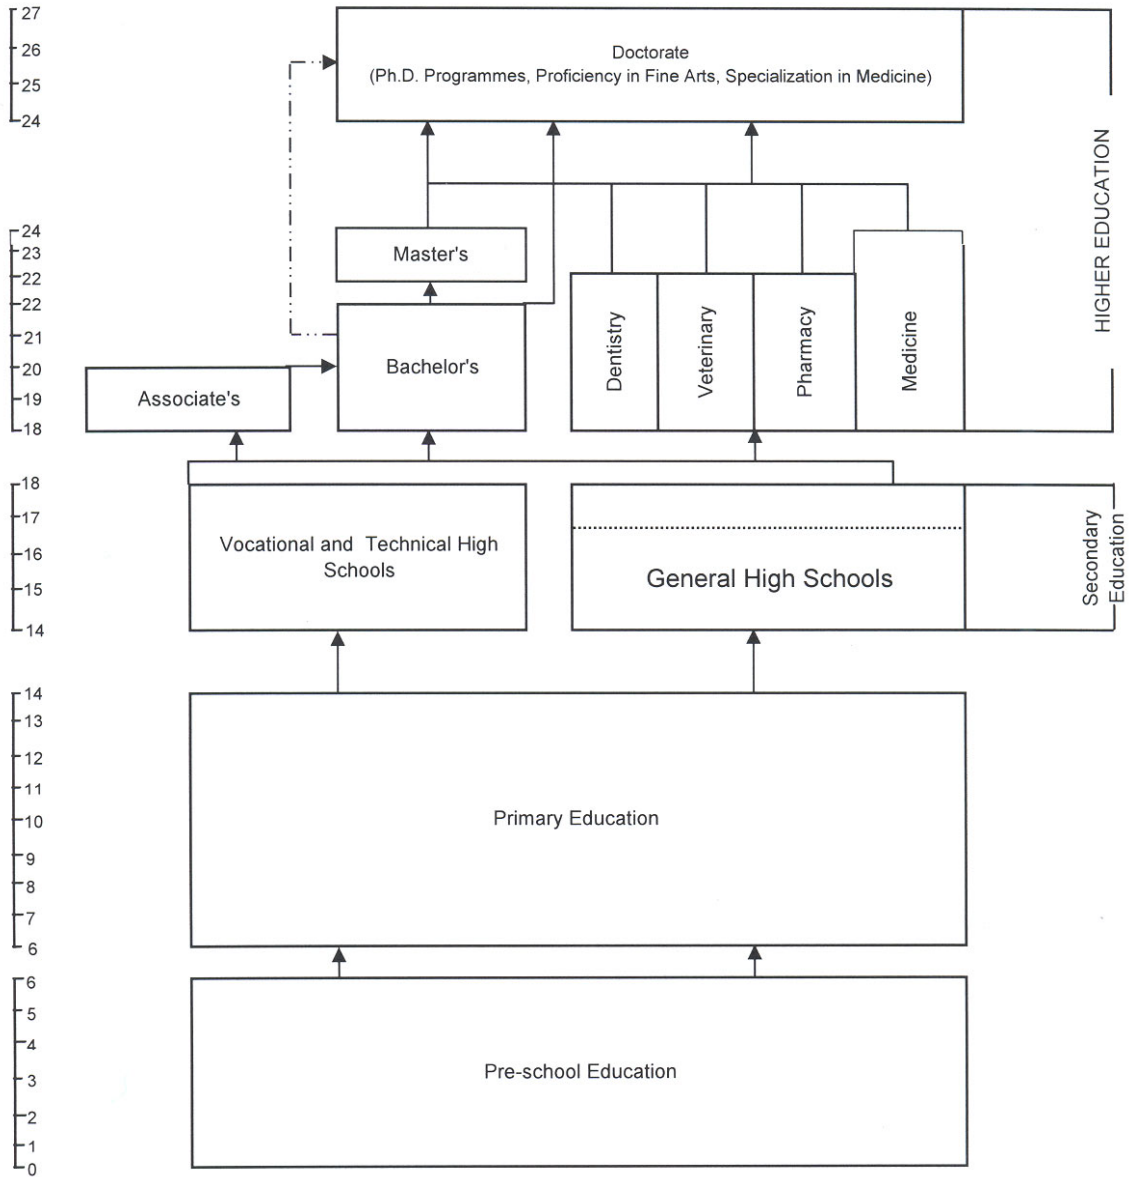 27
26
25
24
Doctorate
(Ph.D. Programmes, Proficiency in Fine Arts, Specialization in Medicine)
HIGHER EDUCATION
24
23
22
22
21
20
19
18
Master's
Bachelor's
Associate's
Dentistry
Veterinary
Pharmacy
Medicine
18
17
16
15
14
Vocational and Technical High
Schools
General High Schools
Secondary
Education
14
13
12
11
10
9
8
7
6
Primary Education
6
5
4
3
2
1
0
Pre-school Education